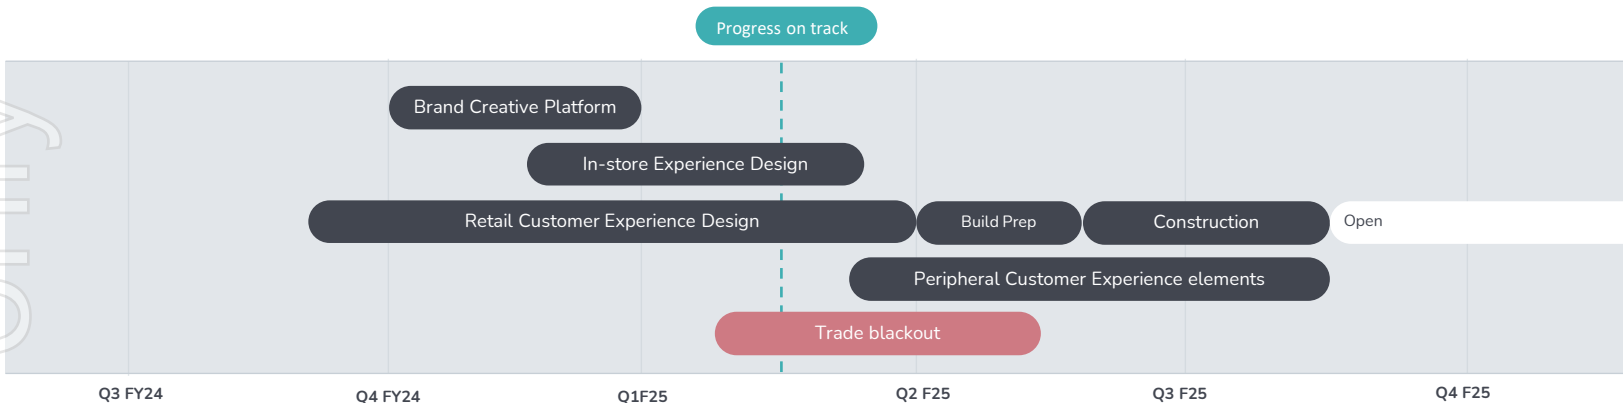 Progress on track
Brand Creative Platform
In-store Experience Design
Retail Customer Experience Design
Build Prep
Construction
Open
Peripheral Customer Experience elements
Trade blackout
Q3 FY24
Q4 FY24
Q1F25
Q2 F25
Q3 F25
Q4 F25